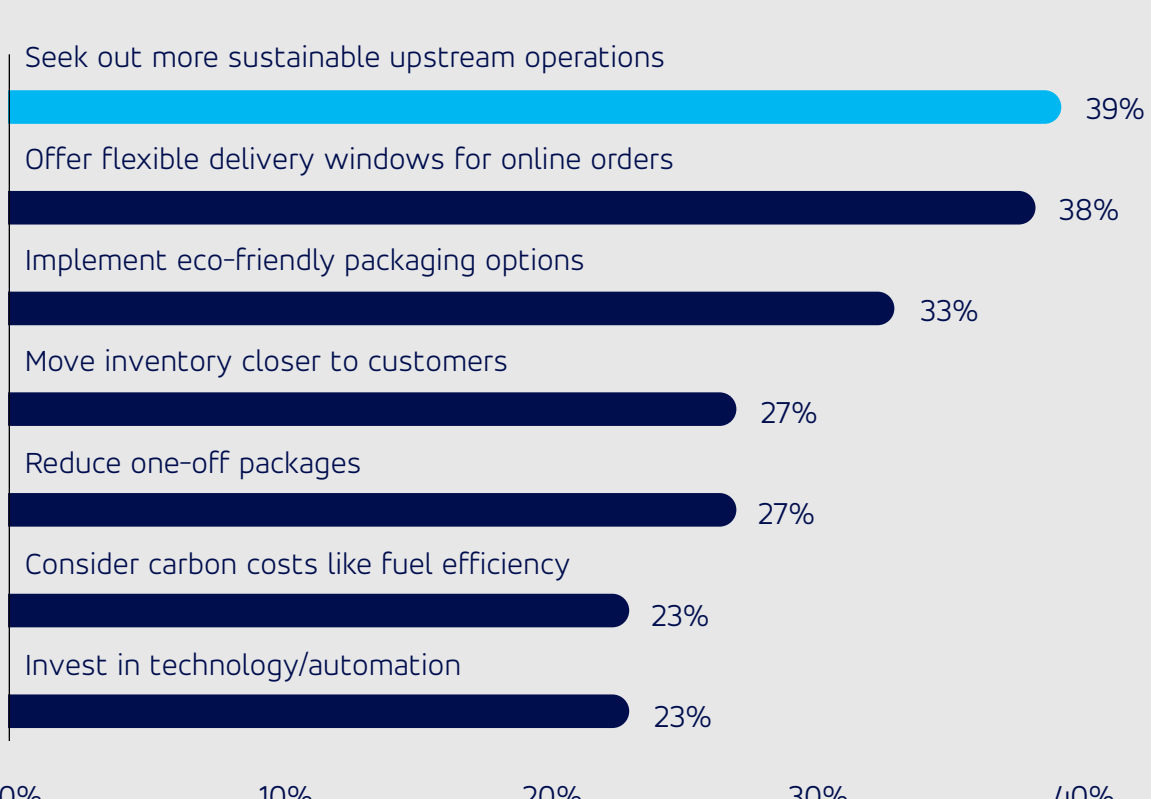 Seek out more sustainable upstream operations
39%
Offer flexible delivery windows for online orders
38%
Implement eco-friendly packaging options
33%
Move inventory closer to customers
27%
Reduce one-off packages
27%
Consider carbon costs like fuel efficiency
23%
Invest in technology/automation
23%
0% 10% 20% 30% 40%